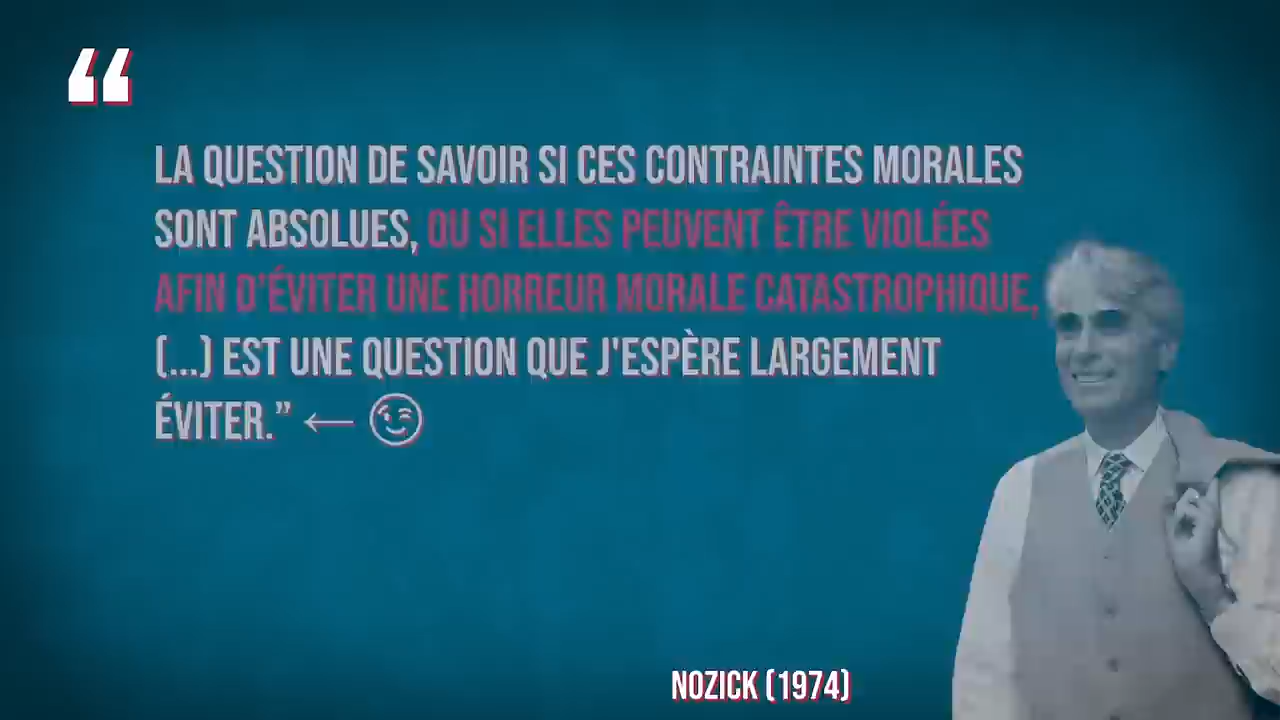 “
LA QUESTION DE SAVOIR SI CES CONTRAINTES MORALES
SONT ABSOLUES, OU SI ELLES PEUVENT ÊTRE VIOLÉES
AFIN D'ÉVITER UNE HORREUR MORALE CATASTROPHIQUE,
(...) EST UNE QUESTION QUE J'ESPÈRE LARGEMENT
ÉVITER.” ← 😉
NOZICK (1974)